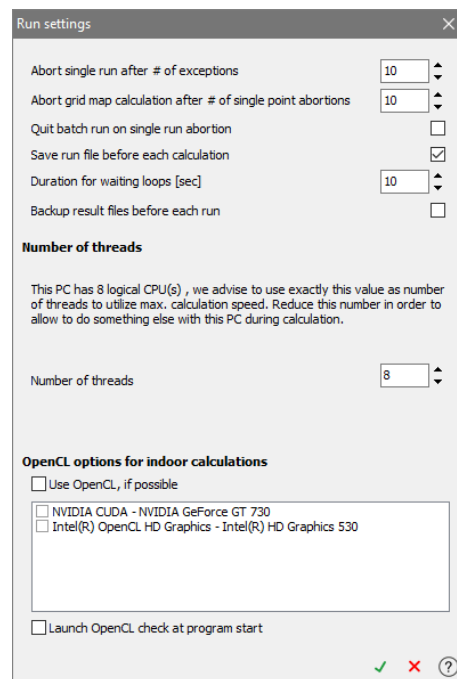 Run settings
Abort single run after # of exceptions 10
Abort grid map calculation after # of single point abortions 10
Quit batch run on single run abortion
Save run file before each calculation
Duration for waiting loops [sec] 10
Backup result files before each run
Number of threads
This PC has 8 logical CPU(s) , we advise to use exactly this value as number
of threads to utilize max. calculation speed. Reduce this number in order to
allow to do something else with this PC during calculation.
Number of threads 8
OpenCL options for indoor calculations
Use OpenCL, if possible
NVIDIA CUDA - NVIDIA GeForce GT 730
Intel(R) OpenCL HD Graphics - Intel(R) HD Graphics 530
Launch OpenCL check at program start
?